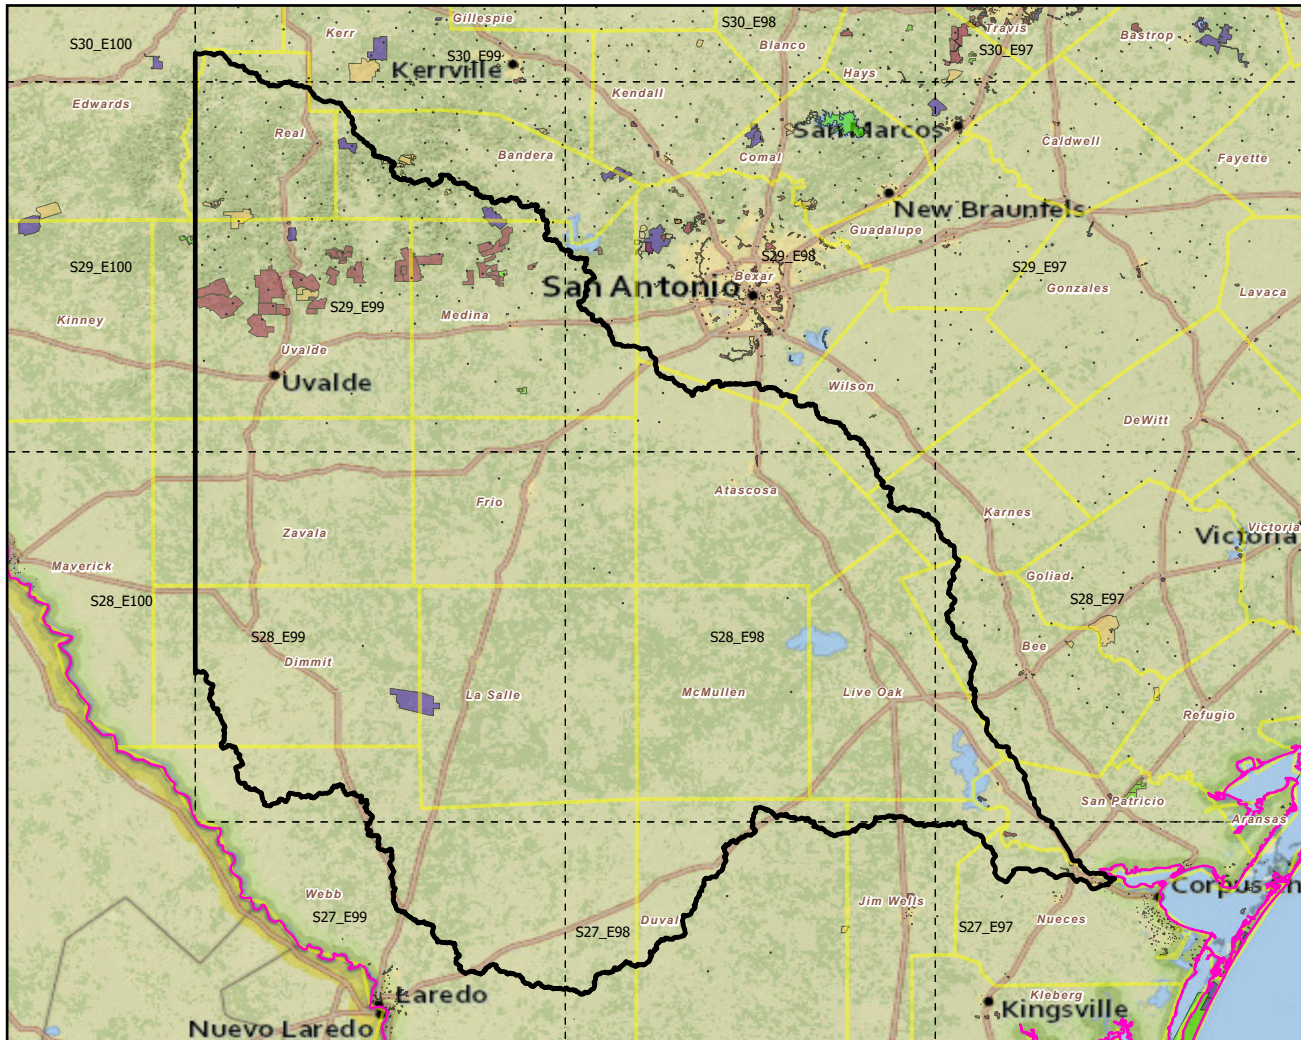 Gillespie
S30_E98
Travis
Kerr
Bastrop
S30_E100
Blanco
S30_E97
S30_E99
Kerrville
Hays
Kendall
Edwards
San Marcos
Real
Caldwell
Bandera
Comal
Fayette
New Braunfels
Guadalupe
S29_E100
S29_E98
S29_E97
Bexar
San Antonio
Gonzales
Lavaca
S29_E99
Kinney
Medina
Uvalde
Uvalde
Wilson
DeWitt
Atascosa
Frio
Karnes
Zavala
Victoria
Victoria
Maverick
Goliad
S28_E100
S28_E97
S28_E99
S28_E98
Bee
Dimmit
La Salle
McMullen
Live Oak
Refugio
San Patricio
Aransas
Corpus
Webb
Jim Wells
S27_E99
Duval
Nueces
S27_E98
S27_E97
Laredo
Kleberg
Kingsville
Nuevo Laredo